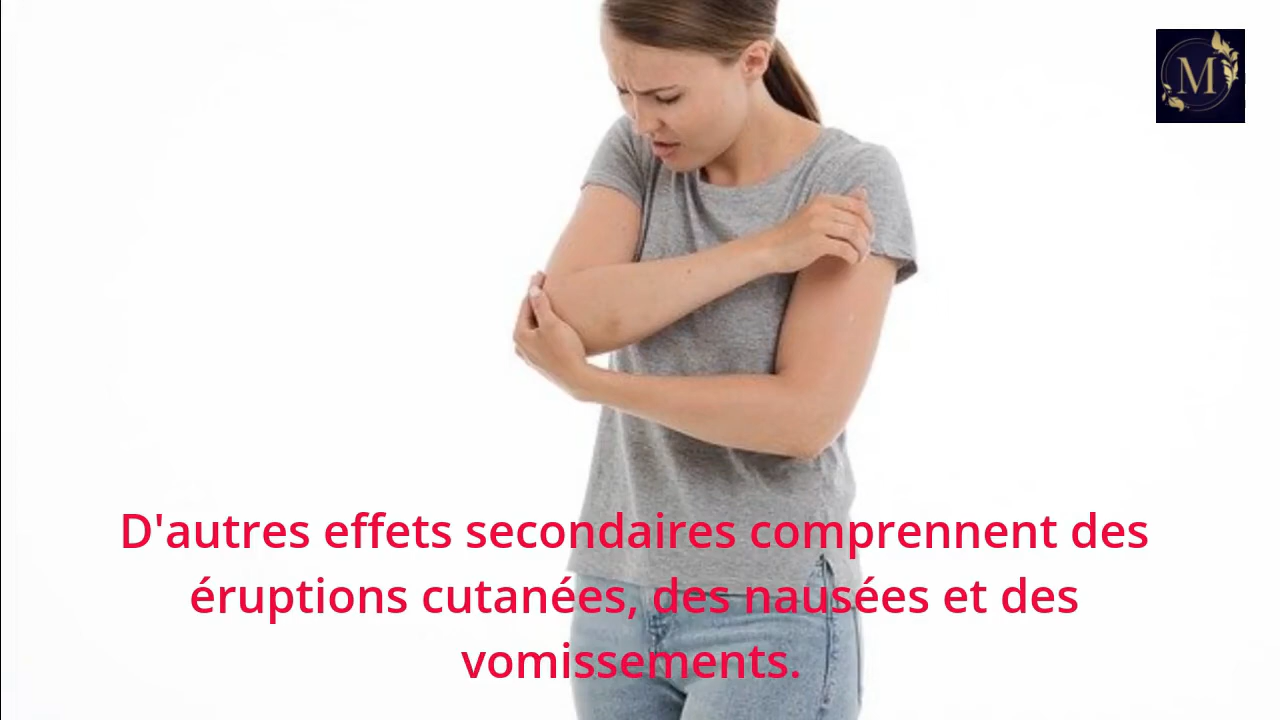 M
D'autres effets secondaires comprennent des
éruptions cutanées, des nausées et des
vomissements.